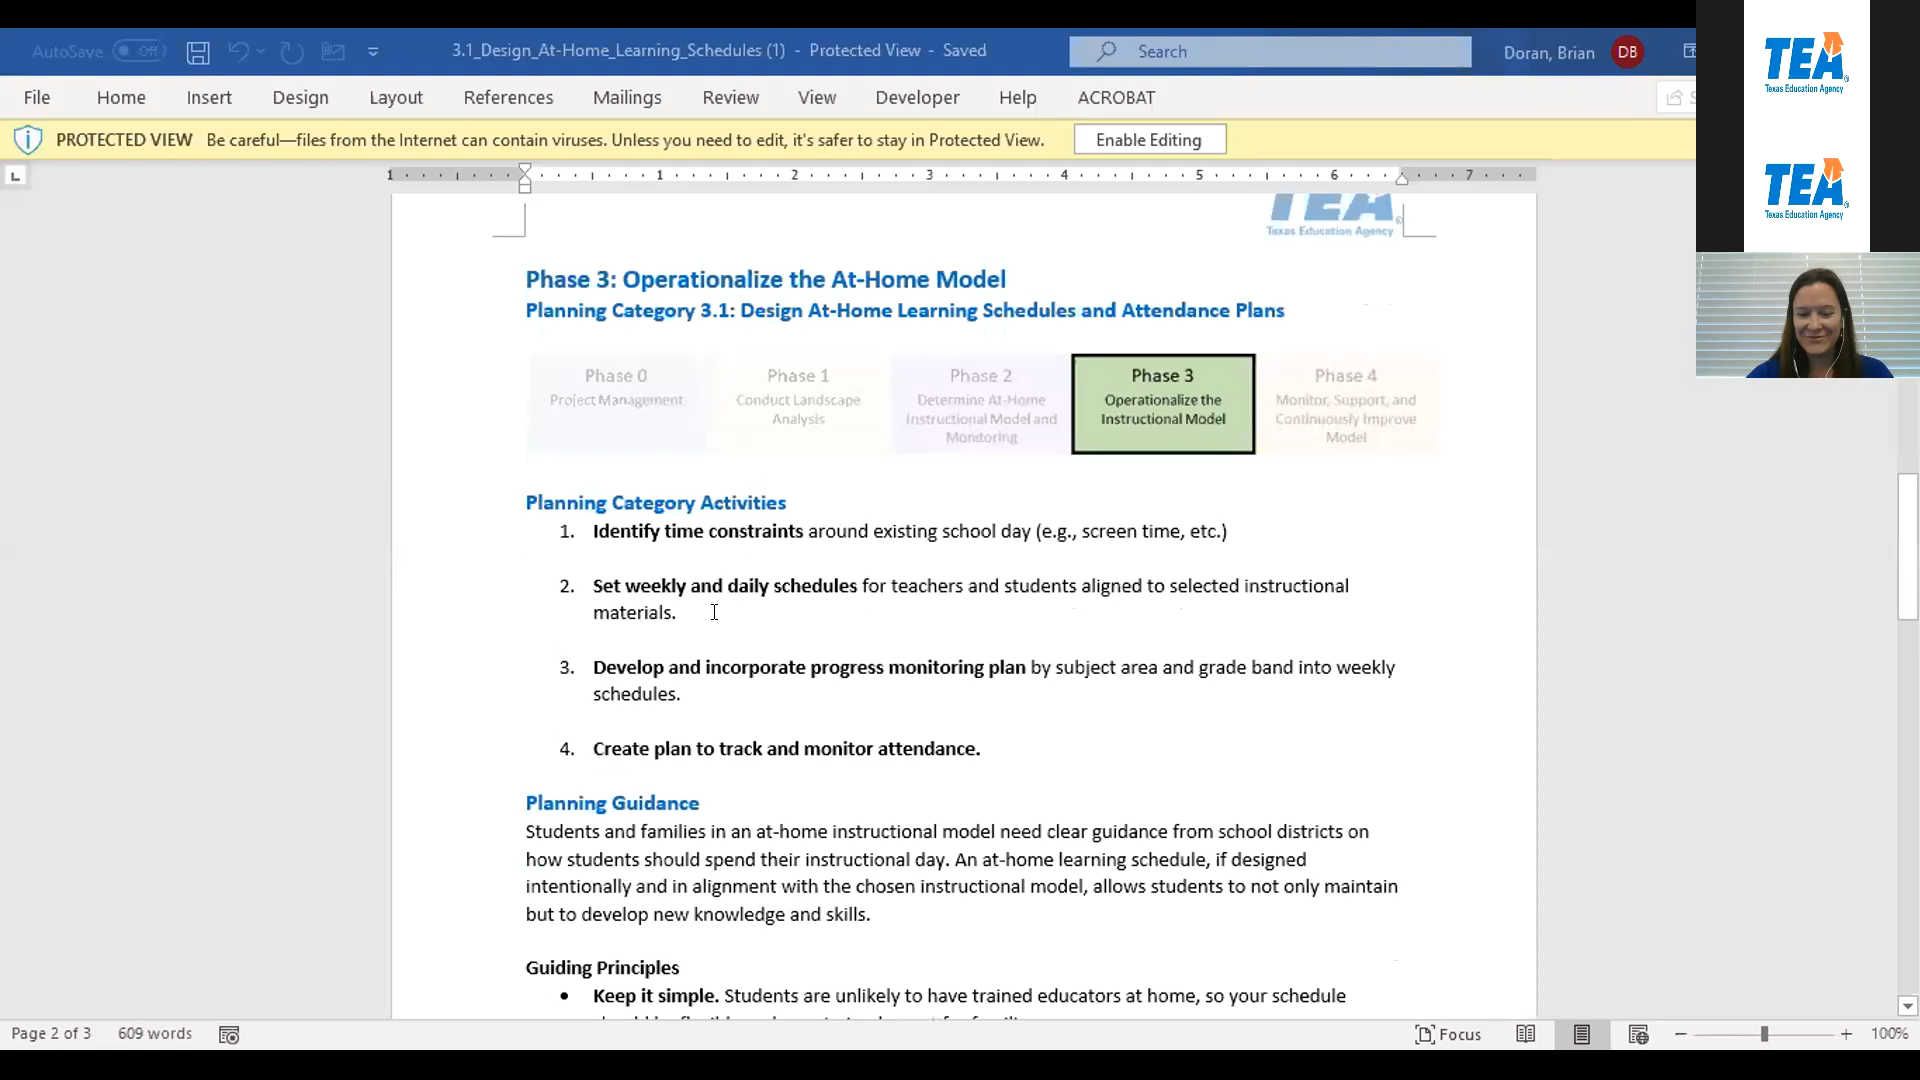 AutoSave Off 3.1_Design_At-Home_Learning_Schedules (1) - Protected View - Saved Search Doran, Brian DB
File Home Insert Design Layout References Mailings Review View Developer Help ACROBAT
PROTECTED VIEW Be careful—files from the Internet can contain viruses. Unless you need to edit, it's safer to stay in Protected View. Enable Editing
1 1 2 3 4 5 6 7
TEA
Texas Education Agency
Phase 3: Operationalize the At-Home Model
Planning Category 3.1: Design At-Home Learning Schedules and Attendance Plans
Phase 0
Project Management
Phase 1
Conduct Landscape
Analysis
Phase 2
Determine At-Home
Instructional Model and
Monitoring
Phase 3
Operationalize the
Instructional Model
Phase 4
Monitor, Support, and
Continuously Improve
Model
Planning Category Activities
1. Identify time constraints around existing school day (e.g., screen time, etc.)
2. Set weekly and daily schedules for teachers and students aligned to selected instructional
materials.
3. Develop and incorporate progress monitoring plan by subject area and grade band into weekly
schedules.
4. Create plan to track and monitor attendance.
Planning Guidance
Students and families in an at-home instructional model need clear guidance from school districts on
how students should spend their instructional day. An at-home learning schedule, if designed
intentionally and in alignment with the chosen instructional model, allows students to not only maintain
but to develop new knowledge and skills.
Guiding Principles
• Keep it simple. Students are unlikely to have trained educators at home, so your schedule
Page 2 of 3 609 words Focus 100%
TEA
Texas Education Agency
TEA
Texas Education Agency